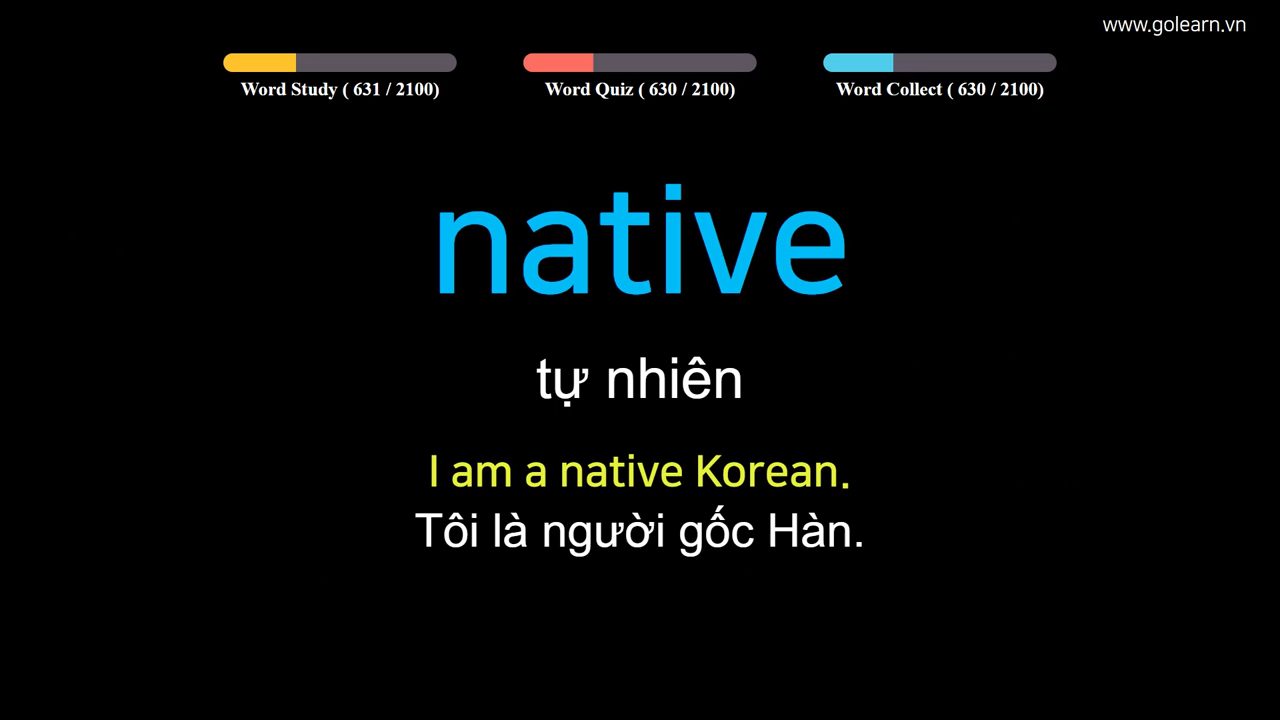 www.golearn.vn
Word Study ( 631 / 2100)
Word Quiz ( 630 / 2100)
Word Collect ( 630 / 2100)
native
tự nhiên
I am a native Korean.
Tôi là người gốc Hàn.